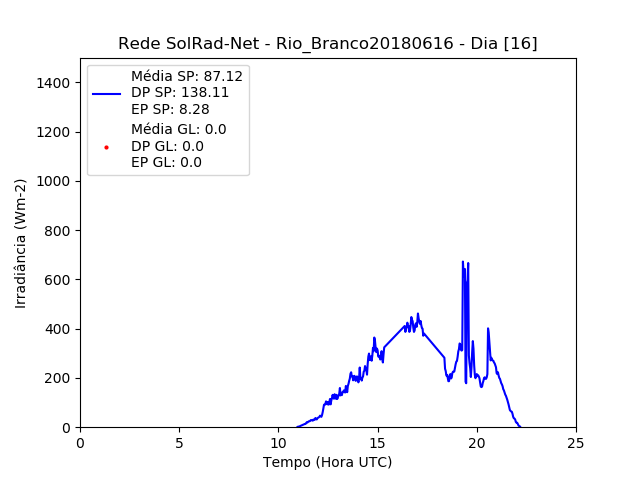 Rede SolRad-Net - Rio_Branco20180616 - Dia [16]
Média SP: 87.12
DP SP: 138.11
EP SP: 8.28
Média GL: 0.0
DP GL: 0.0
EP GL: 0.0
Irradiância (Wm-2)
1400
1200
1000
800
600
400
200
0
0 5 10 15 20 25
Tempo (Hora UTC)